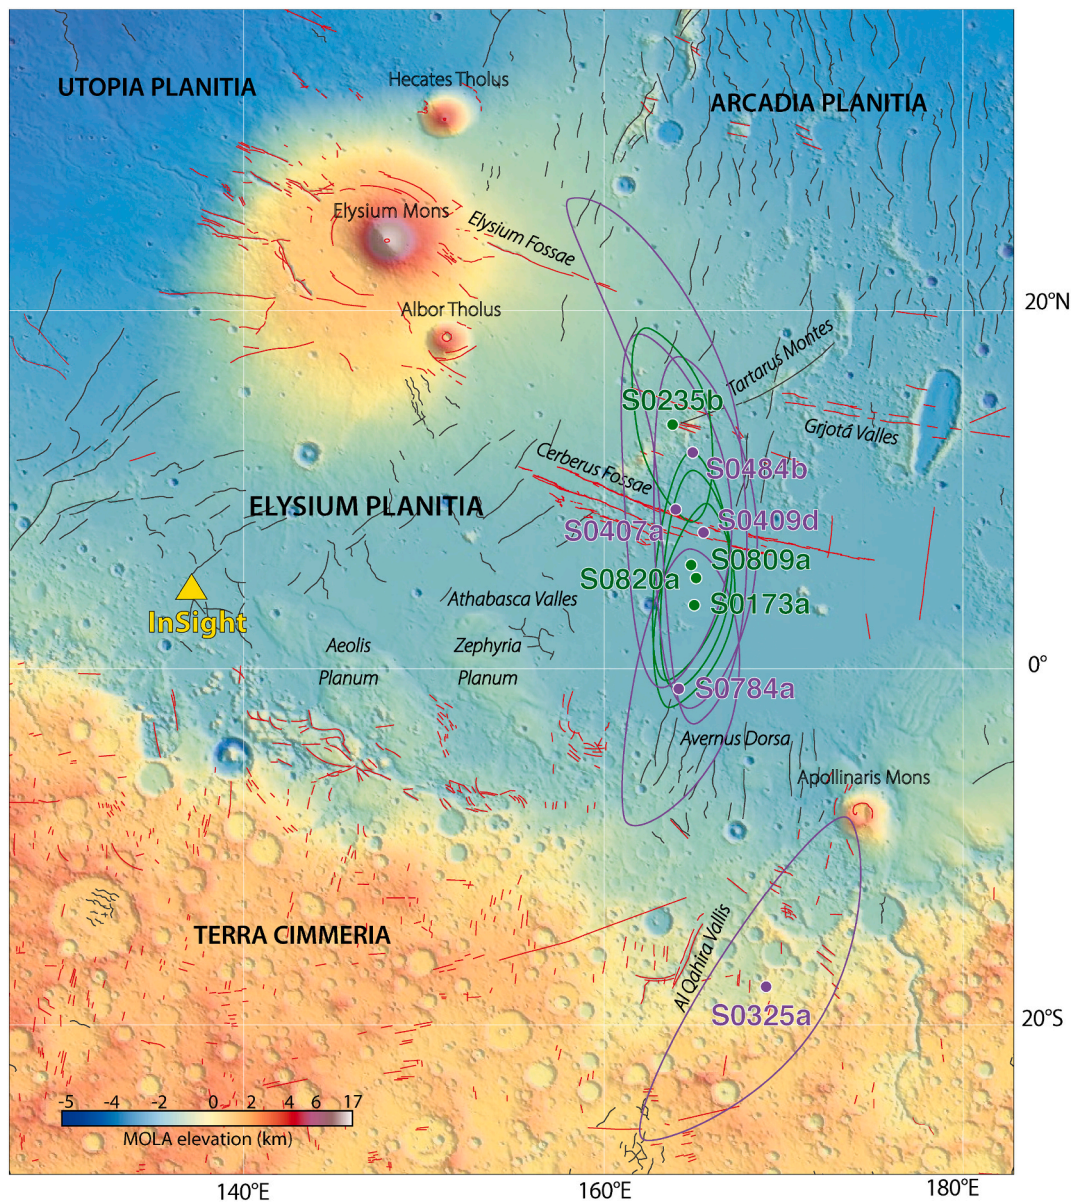 Hecates Tholus
UTOPIA PLANITIA
ARCADIA PLANITIA
Elysium Mons
Elysium Fossae
Albor Tholus
20°N
Tartarus Montes
S0235b
Grjotá Valles
Cerberus Fossae
S0484b
ELYSIUM PLANITIA
S0407a
S0409d
S0809a
S0820a
Athabasca Valles
S0173a
InSight
Aeolis
Planum
Zephyria
Planum
0°
S0784a
Avernus Dorsa
Apollinaris Mons
TERRA CIMMERIA
Al Qahira Vallis
S0325a
20°S
-5 -4 -2 0 2 4 6 17
MOLA elevation (km)
140°E
160°E
180°E